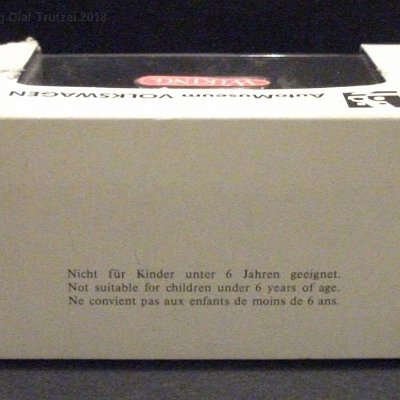 Olaf Trutzel 2018
WIKING
AutoMuseum VOLKSWAGEN
Nicht für Kinder unter 6 Jahren geeignet.
Not suitable for children under 6 years of age.
Ne convient pas aux enfants de moins de 6 ans.